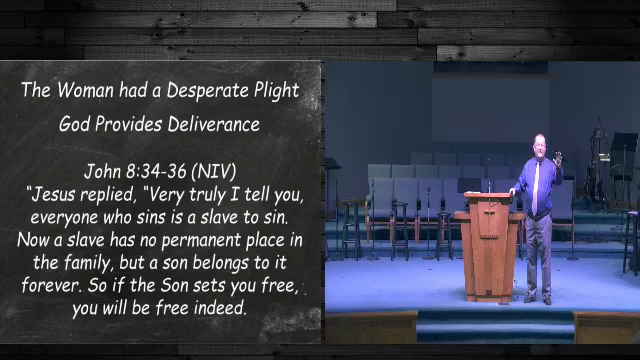 The Woman had a Desperate Plight
God Provides Deliverance
John 8:34-36 (NIV)
"Jesus replied, "Very truly I tell you,
everyone who sins is a slave to sin.
Now a slave has no permanent place in
the family, but a son belongs to it
forever. So if the Son sets you free,
you will be free indeed.